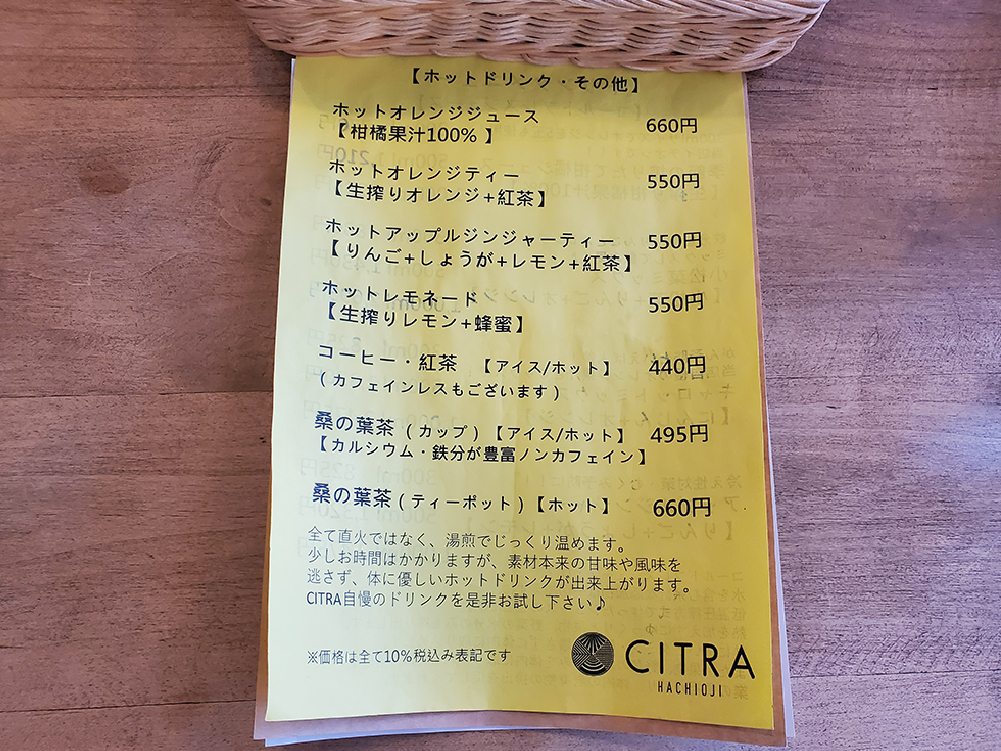 【ホットドリンク・その他】
ホットオレンジジュース
【柑橘果汁100% 】 660円
ホットオレンジティー
【生搾りオレンジ+紅茶】 550円
ホットアップルジンジャーティー
【りんご+しょうが+レモン+紅茶】 550円
ホットレモネード
【生搾りレモン+蜂蜜】 550円
コーヒー・紅茶 【アイス/ホット】 440円
（カフェインレスもございます）
桑の葉茶（カップ）【アイス/ホット】 495円
【カルシウム・鉄分が豊富ノンカフェイン】
桑の葉茶（ティーポット）【ホット】 660円
全て直火ではなく、湯煎でじっくり温めます。
少しお時間はかかりますが、素材本来の甘味や風味を
逃さず、体に優しいホットドリンクが出来上がります。
CITRA自慢のドリンクを是非お試し下さい♪
※価格は全て10%税込み表記です
CITRA
HACHIOJI